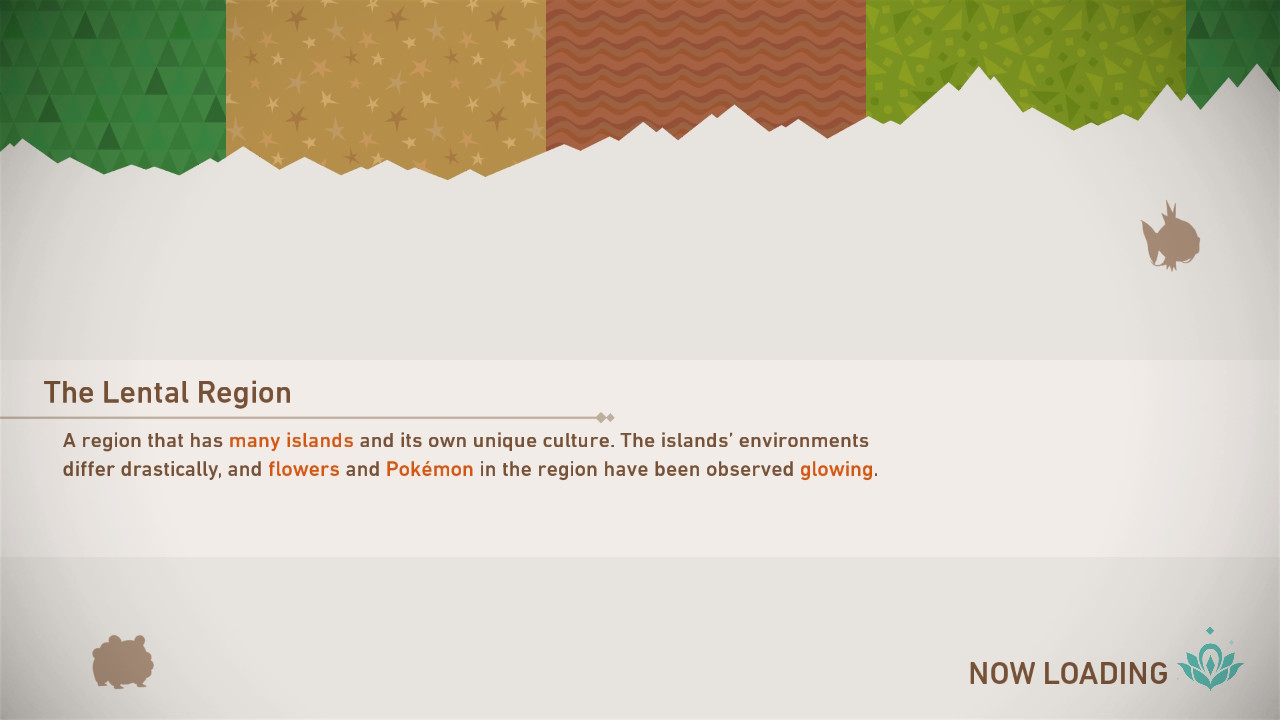 The Lental Region
A region that has many islands and its own unique culture. The islands’ environments
differ drastically, and flowers and Pokémon in the region have been observed glowing.
NOW LOADING